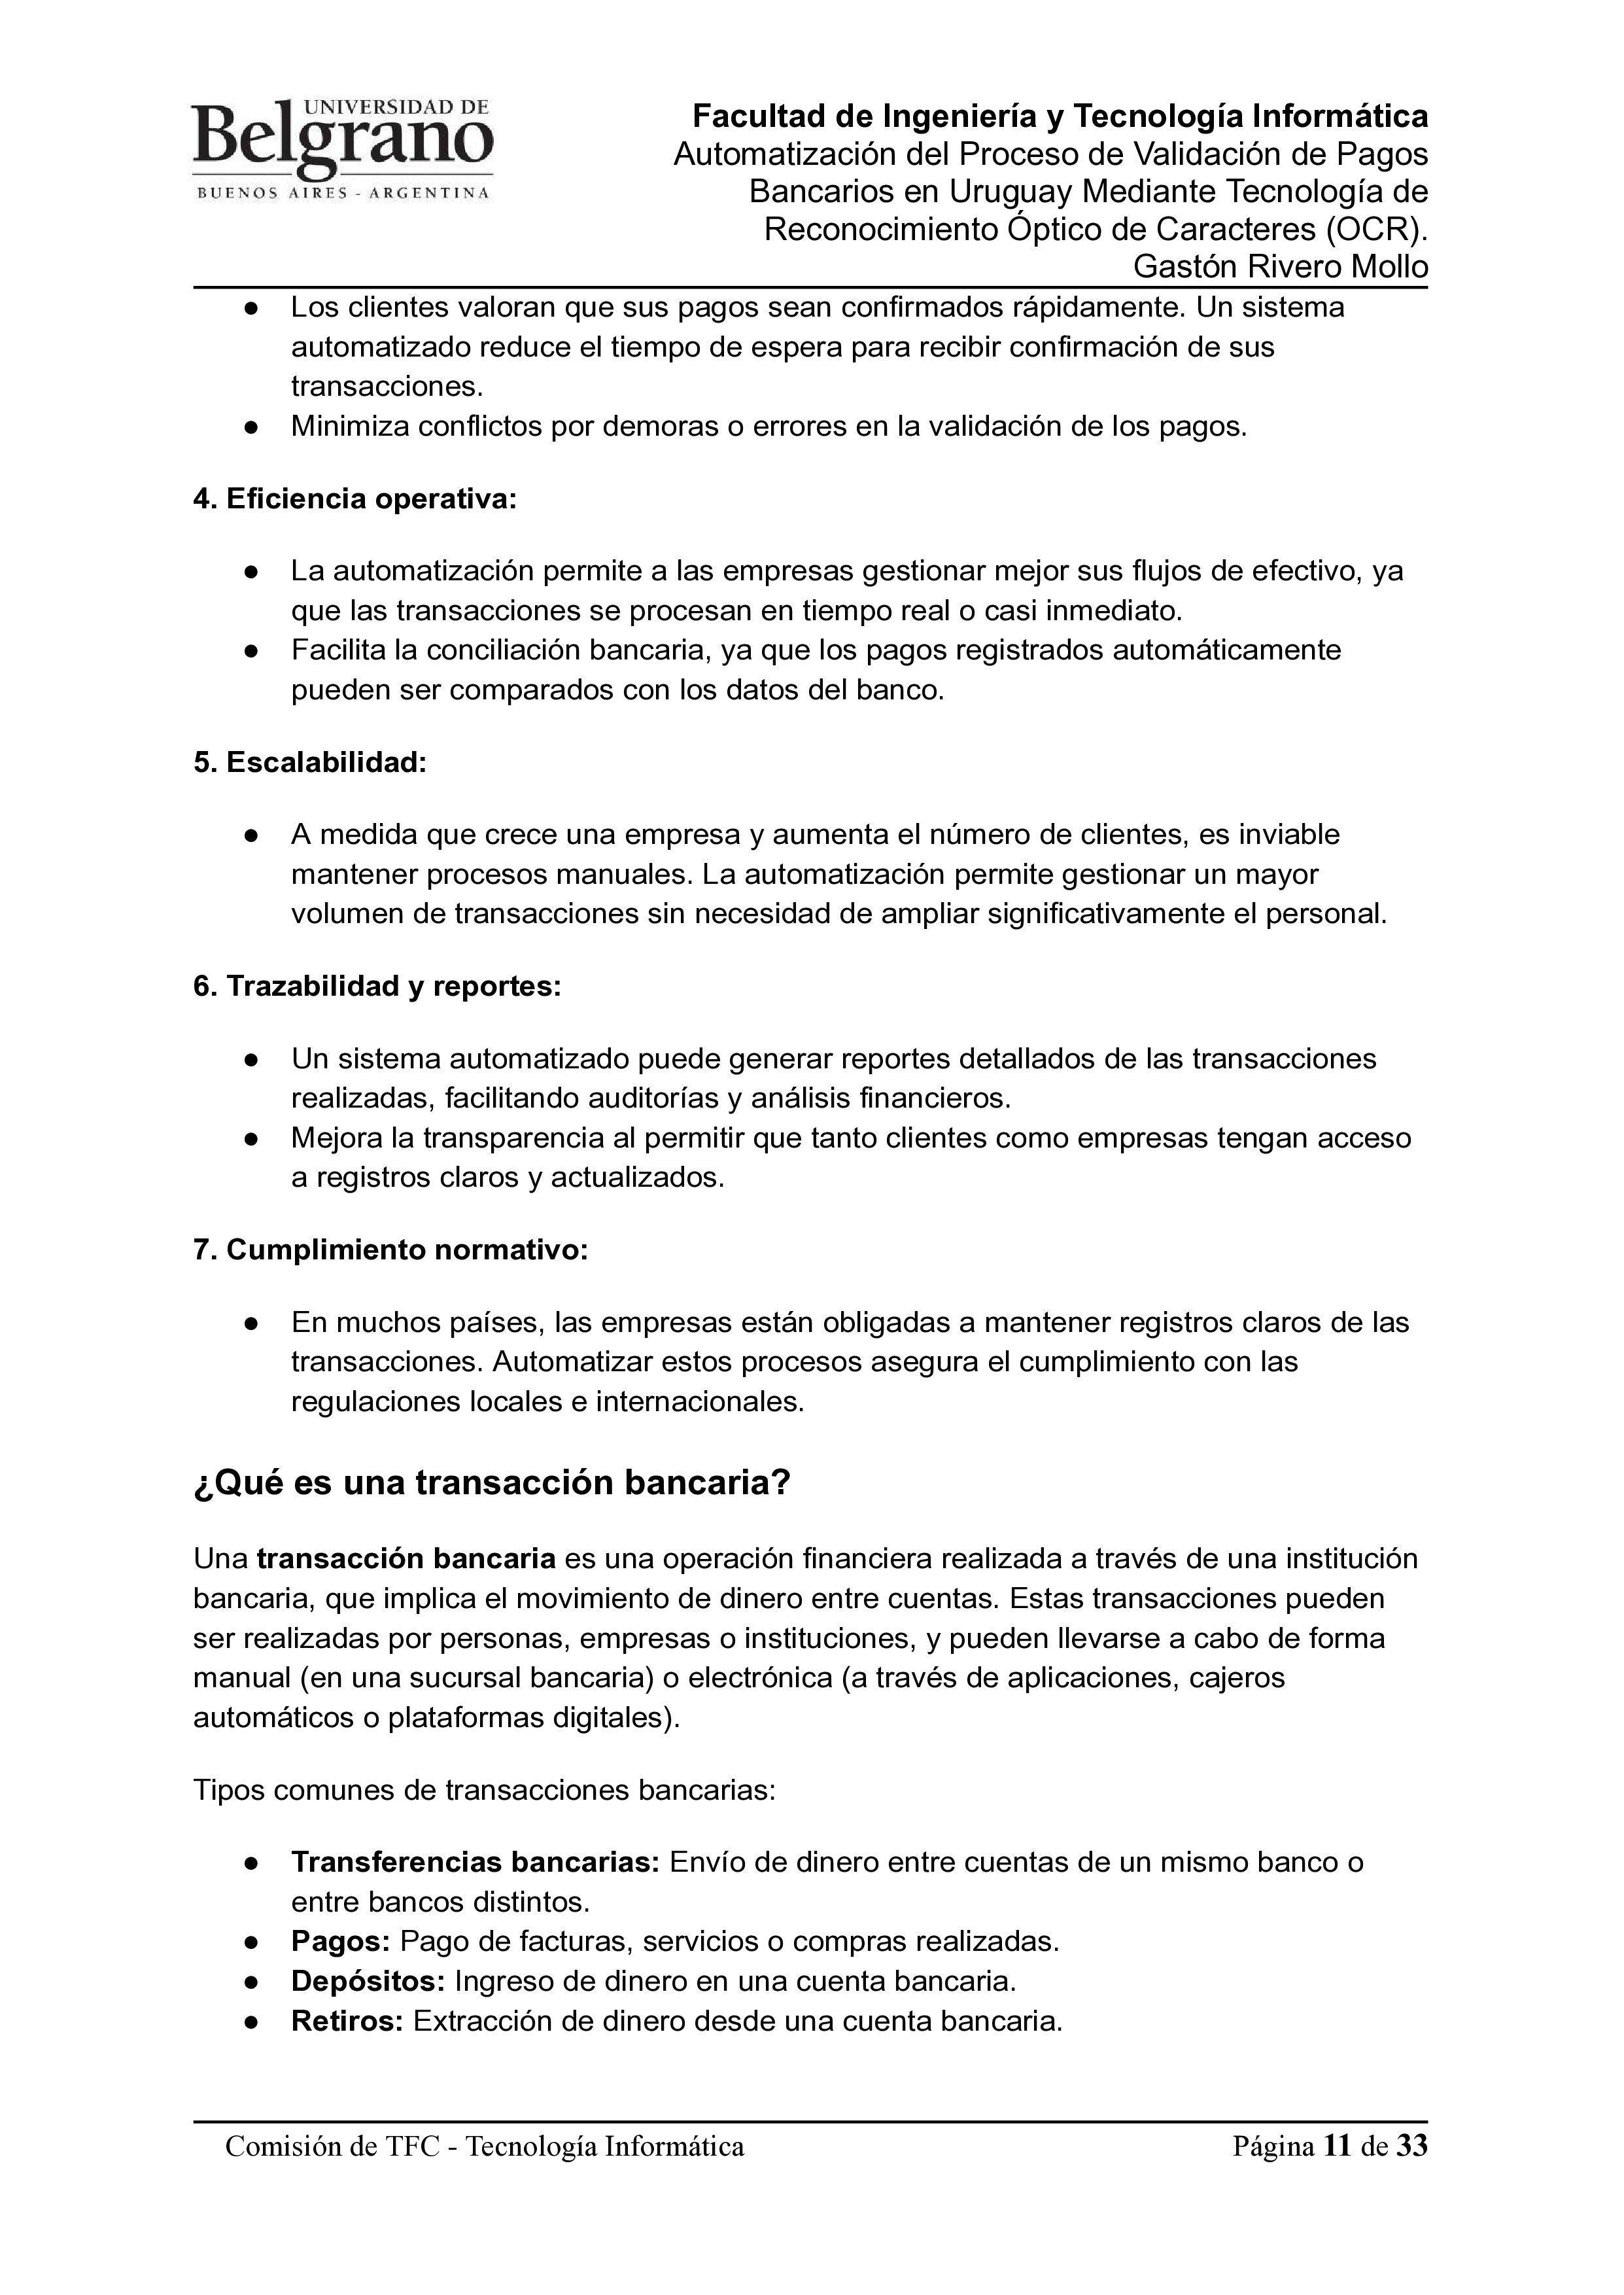 UNIVERSIDAD DE
Belgrano
BUENOS AIRES - ARGENTINA
Facultad de Ingeniería y Tecnología Informática
Automatización del Proceso de Validación de Pagos
Bancarios en Uruguay Mediante Tecnología de
Reconocimiento Óptico de Caracteres (OCR).
Gastón Rivero Mollo
● Los clientes valoran que sus pagos sean confirmados rápidamente. Un sistema
automatizado reduce el tiempo de espera para recibir confirmación de sus
transacciones.
● Minimiza conflictos por demoras o errores en la validación de los pagos.
4. Eficiencia operativa:
● La automatización permite a las empresas gestionar mejor sus flujos de efectivo, ya
que las transacciones se procesan en tiempo real o casi inmediato.
● Facilita la conciliación bancaria, ya que los pagos registrados automáticamente
pueden ser comparados con los datos del banco.
5. Escalabilidad:
● A medida que crece una empresa y aumenta el número de clientes, es inviable
mantener procesos manuales. La automatización permite gestionar un mayor
volumen de transacciones sin necesidad de ampliar significativamente el personal.
6. Trazabilidad y reportes:
● Un sistema automatizado puede generar reportes detallados de las transacciones
realizadas, facilitando auditorías y análisis financieros.
● Mejora la transparencia al permitir que tanto clientes como empresas tengan acceso
a registros claros y actualizados.
7. Cumplimiento normativo:
● En muchos países, las empresas están obligadas a mantener registros claros de las
transacciones. Automatizar estos procesos asegura el cumplimiento con las
regulaciones locales e internacionales.
¿Qué es una transacción bancaria?
Una transacción bancaria es una operación financiera realizada a través de una institución
bancaria, que implica el movimiento de dinero entre cuentas. Estas transacciones pueden
ser realizadas por personas, empresas o instituciones, y pueden llevarse a cabo de forma
manual (en una sucursal bancaria) o electrónica (a través de aplicaciones, cajeros
automáticos o plataformas digitales).
Tipos comunes de transacciones bancarias:
● Transferencias bancarias: Envío de dinero entre cuentas de un mismo banco o
entre bancos distintos.
● Pagos: Pago de facturas, servicios o compras realizadas.
● Depósitos: Ingreso de dinero en una cuenta bancaria.
● Retiros: Extracción de dinero desde una cuenta bancaria.
Comisión de TFC - Tecnología Informática
Página 11 de 33